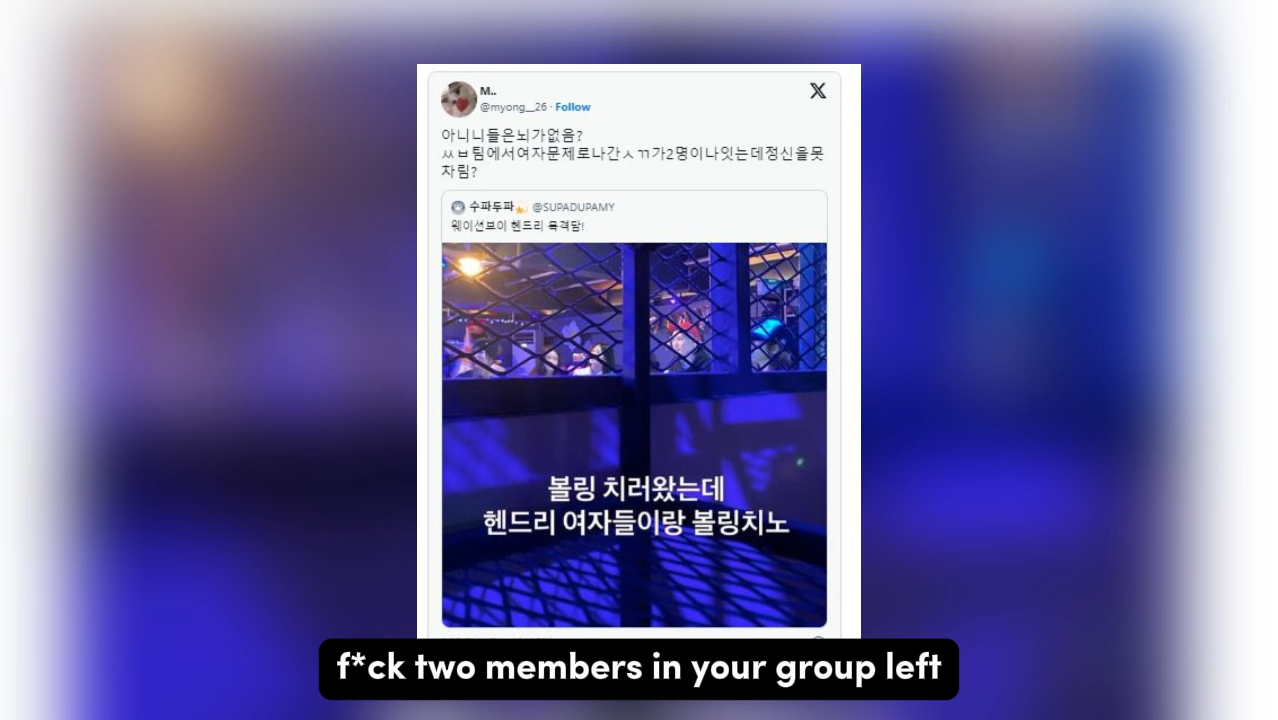 M..
@myong__26 · Follow
아니니들은뇌가없음?
ㅆㅂ팀에서여자문제로나간ㅅㄲ가2명이나잇는데정신을못
차림?
수파두파💫 @SUPADUPAMY
웨이션브이 헨드리 목격담!
볼링 치러왔는데
헨드리 여자들이랑 볼링치노
f*ck two members in your group left